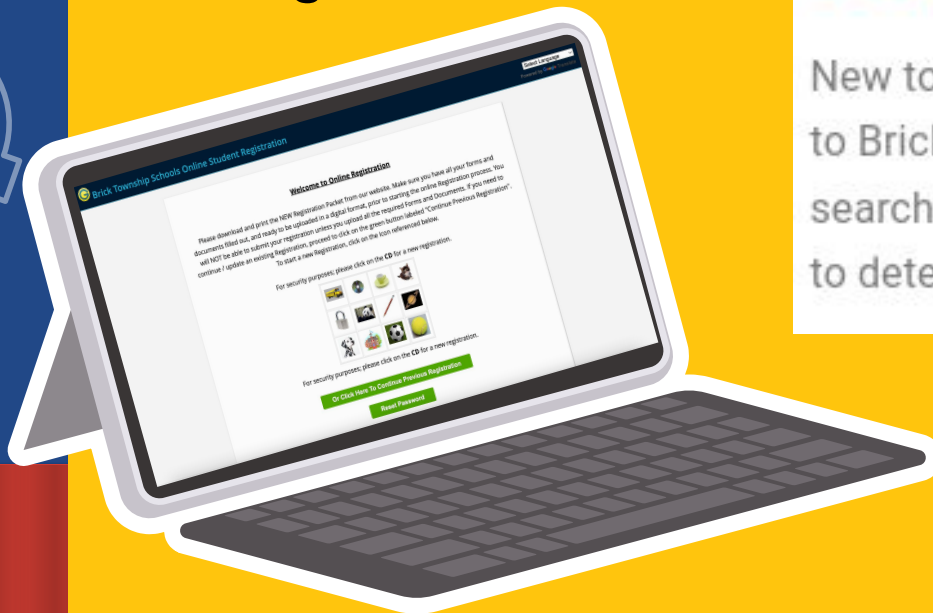 New to
to Brick
search
to dete
Select Language
Powered by Google Translate
Brick Township Schools Online Student Registration
Welcome to Online Registration
Please download and print the NEW Registration Packet from our website. Make sure you have all your forms and
documents filled out, and ready to be uploaded in a digital format, prior to starting the online Registration process. You
will NOT be able to submit your registration unless you upload all the required Forms and Documents. If you need to
continue / update an existing Registration, proceed to click on the green button labeled "Continue Previous Registration".
To start a new Registration, click on the icon referenced below.
For security purposes; please click on the CD for a new registration.
For security purposes; please click on the CD for a new registration.
Or Click Here To Continue Previous Registration
Reset Password